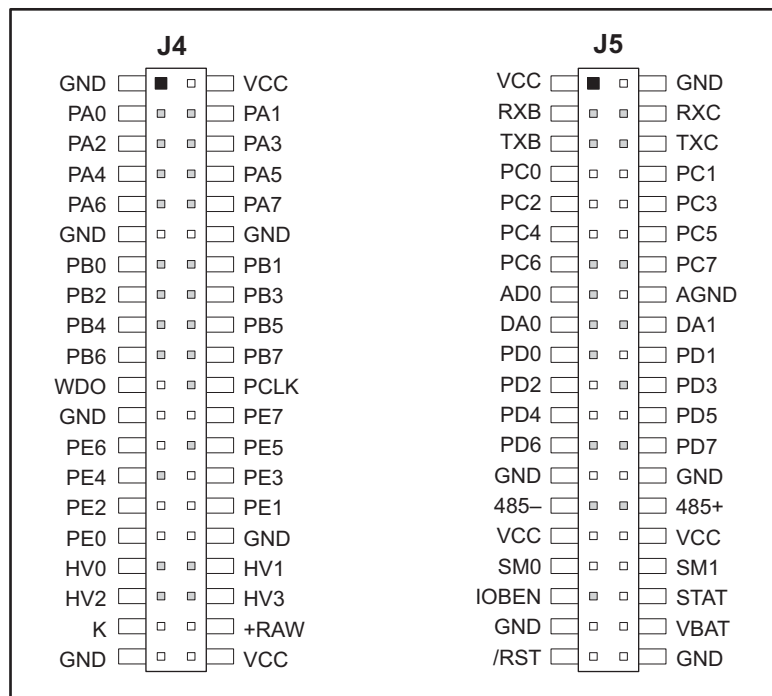 J4 J5
GND VCC VCC GND
PA0 PA1 RXB RXC
PA2 PA3 TXB TXC
PA4 PA5 PC0 PC1
PA6 PA7 PC2 PC3
GND GND PC4 PC5
PB0 PB1 PC6 PC7
PB2 PB3 AD0 AGND
PB4 PB5 DA0 DA1
PB6 PB7 PD0 PD1
WDO PCLK PD2 PD3
GND PE7 PD4 PD5
PE6 PE5 PD6 PD7
PE4 PE3 GND GND
PE2 PE1 485– 485+
PE0 GND VCC VCC
HV0 HV1 SM0 SM1
HV2 HV3 IOBEN STAT
K +RAW GND VBAT
GND VCC /RST GND